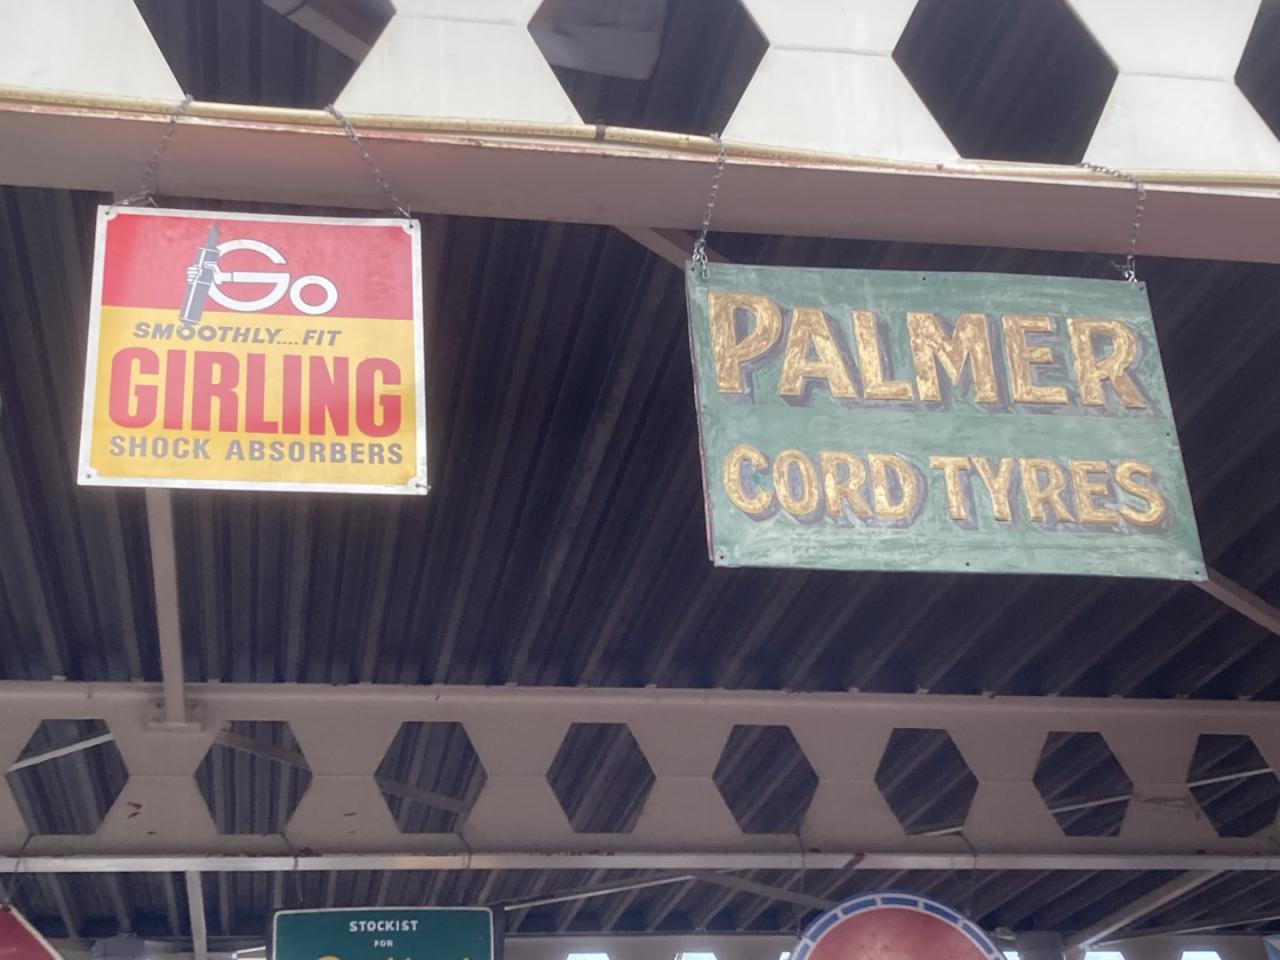 Go
SMOOTHLY.... FIT
GIRLING
SHOCK ABSORBERS
PALMER
CORD TYRES
STOCKIST
FOR